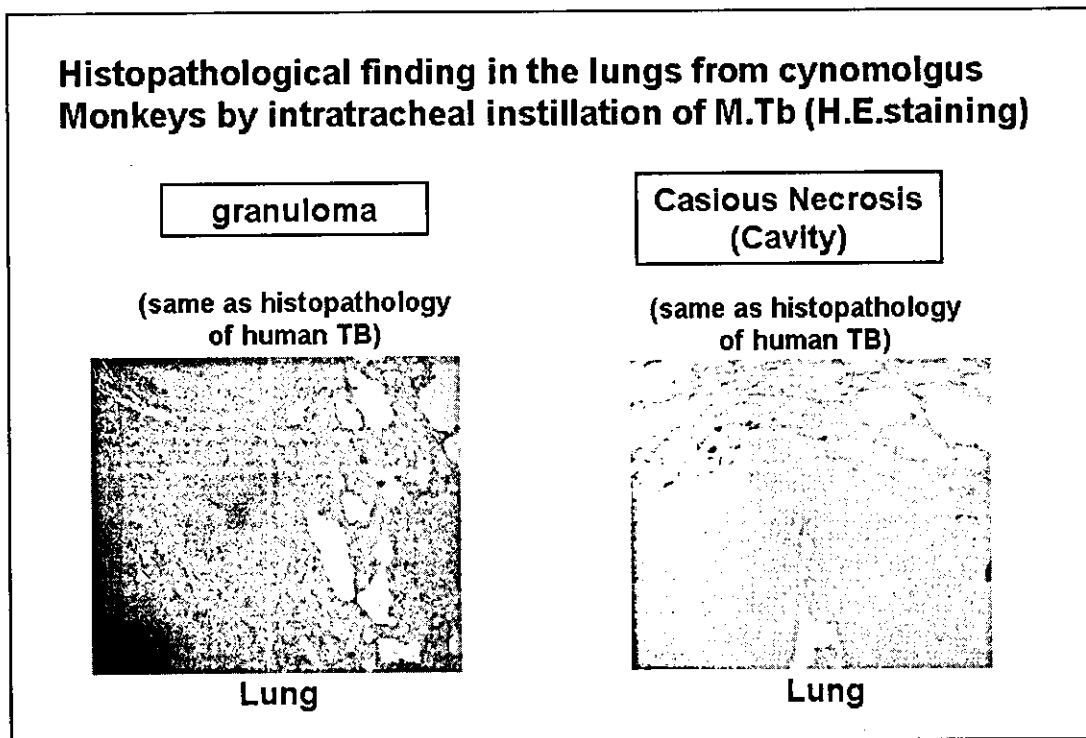 Histopathological finding in the lungs from cynomolgus
Monkeys by intratracheal instillation of M.Tb (H.E.staining)
granuloma
(same as histopathology
of human TB)
Lung
Casious Necrosis
(Cavity)
(same as histopathology
of human TB)
Lung